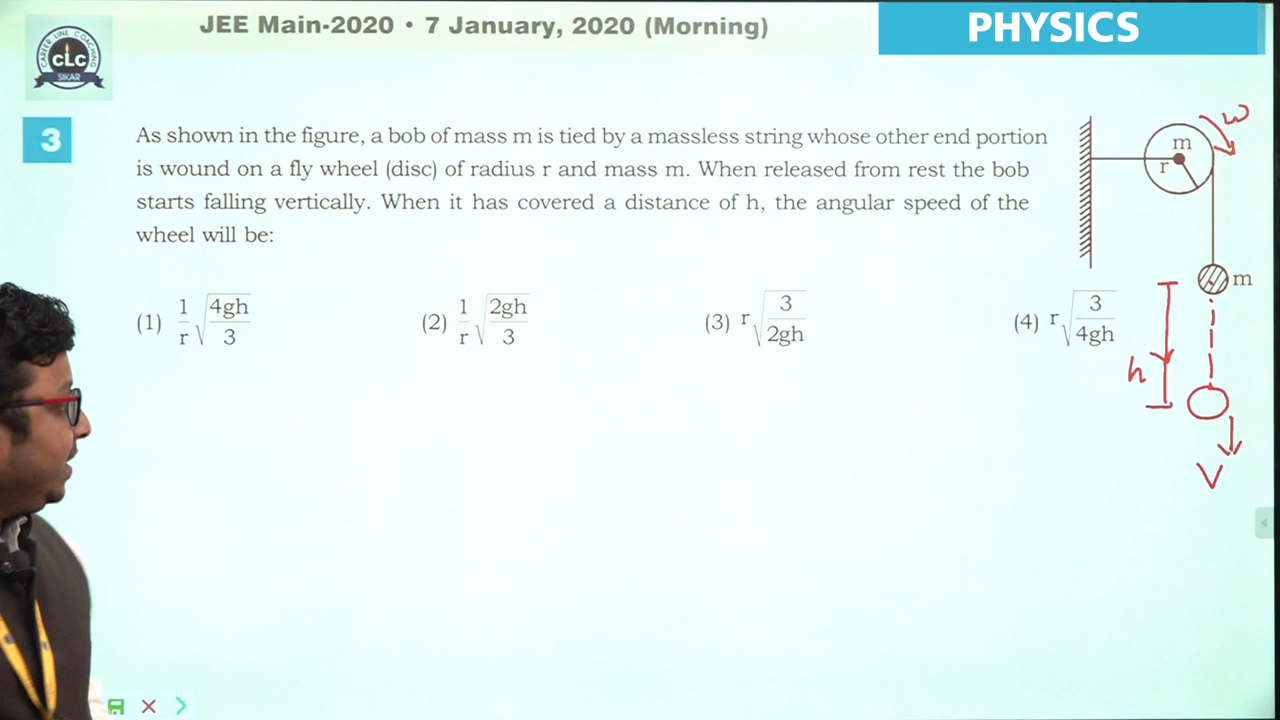 JEE Main-2020 • 7 January, 2020 (Morning)
PHYSICS
CAREER LINE COACHING
CLC
SIKAR
3
As shown in the figure, a bob of mass m is tied by a massless string whose other end portion
is wound on a fly wheel (disc) of radius r and mass m. When released from rest the bob
starts falling vertically. When it has covered a distance of h, the angular speed of the
wheel will be:
(1) 1/r √(4gh/3)
(2) 1/r √(2gh/3)
(3) r √(3/2gh)
(4) r √(3/4gh)
ω
m
r
m
h
V